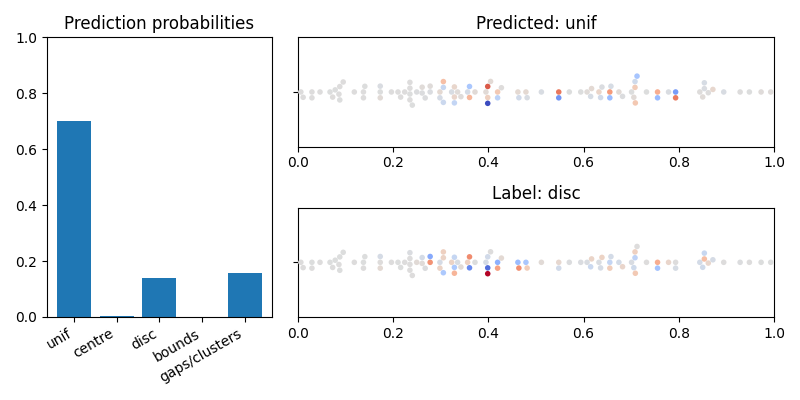 Prediction probabilities
1.0
0.8
0.6
0.4
0.2
0.0
unif
centre
disc
bounds
gaps/clusters
Predicted: unif
0.0 0.2 0.4 0.6 0.8 1.0
Label: disc
0.0 0.2 0.4 0.6 0.8 1.0